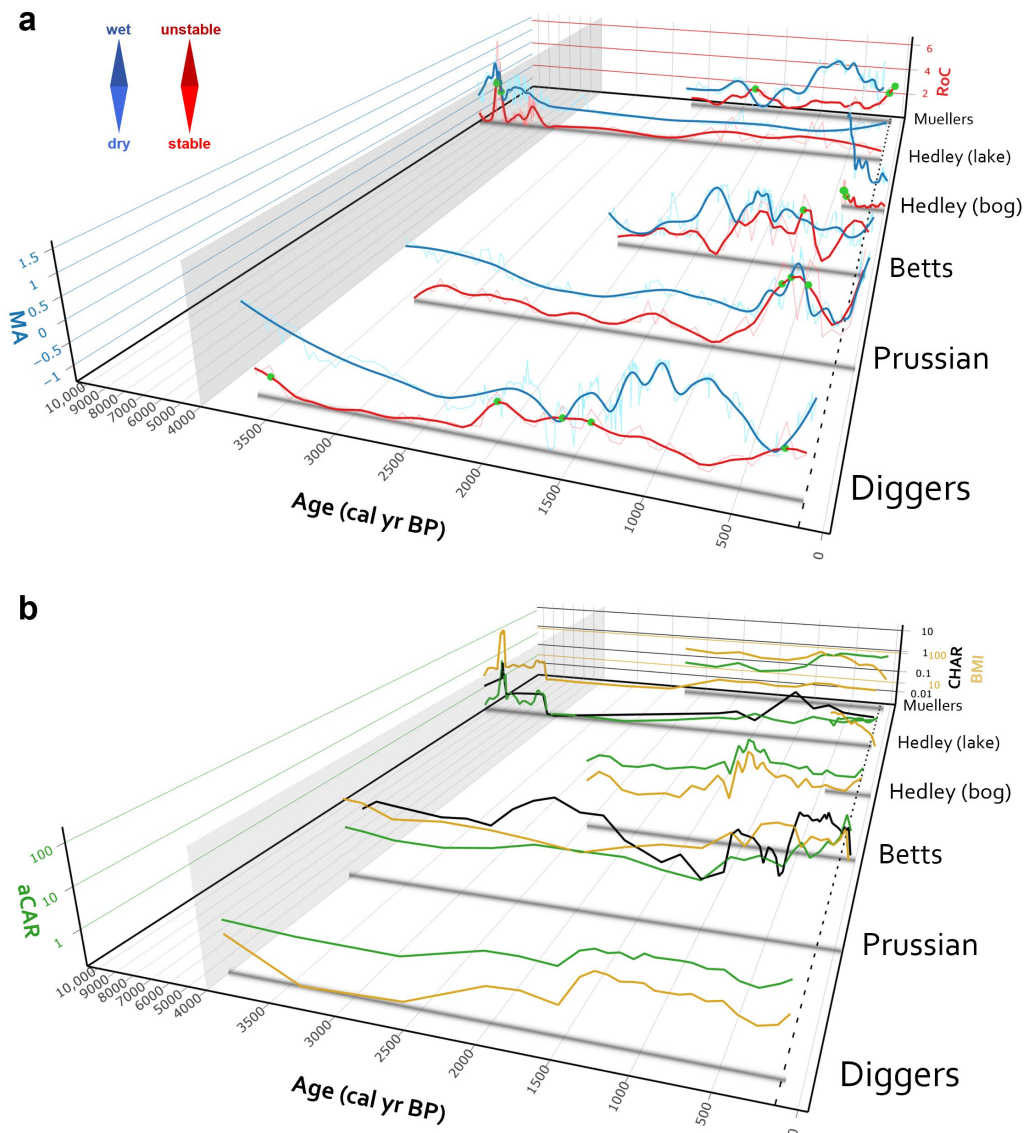 a
wet unstable
dry stable
6
4
2
RoC
Muellers
Hedley (lake)
Hedley (bog)
Betts
Prussian
Diggers
1.5
1
0.5
0
−0.5
−1
MA
10,000
9000
8000
7000
6000
5000
4000
3500
3000
2500
2000
1500
1000
500
0
Age (cal yr BP)
b
10
1
100
0.1
10
0.01
CHAR
BMI
Muellers
Hedley (lake)
Hedley (bog)
Betts
Prussian
Diggers
100
10
1
aCAR
10,000
9000
8000
7000
6000
5000
4000
3500
3000
2500
2000
1500
1000
500
0
Age (cal yr BP)